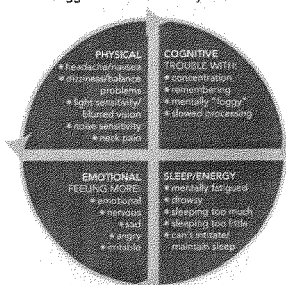 PHYSICAL
• headache/nausea
• dizziness/balance
problems
• light sensitivity/
blurred vision
• noise sensitivity
• neck pain
COGNITIVE
TROUBLE WITH:
• concentration
• remembering
• mentally "foggy"
• slowed processing
EMOTIONAL
FEELING MORE:
• emotional
• nervous
• sad
• angry
• irritable
SLEEP/ENERGY
• mentally fatigued
• drowsy
• sleeping too much
• sleeping too little
• can't initiate/
maintain sleep